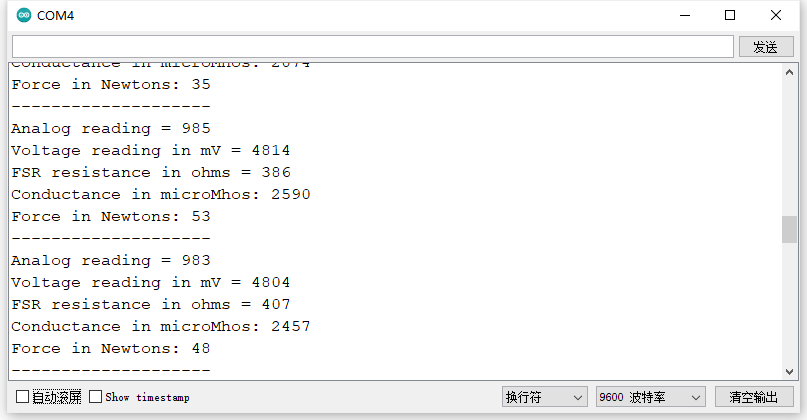 COM4
发送
Conductance in microMhos: 2074
Force in Newtons: 35
--------------------
Analog reading = 985
Voltage reading in mV = 4814
FSR resistance in ohms = 386
Conductance in microMhos: 2590
Force in Newtons: 53
--------------------
Analog reading = 983
Voltage reading in mV = 4804
FSR resistance in ohms = 407
Conductance in microMhos: 2457
Force in Newtons: 48
--------------------
自动滚屏 Show timestamp 换行符 9600 波特率 清空输出